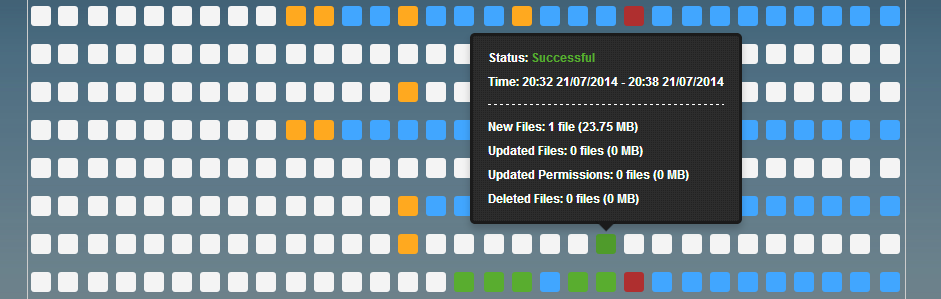 Status: Successful
Time: 20:32 21/07/2014 - 20:38 21/07/2014
New Files: 1 file (23.75 MB)
Updated Files: 0 files (0 MB)
Updated Permissions: 0 files (0 MB)
Deleted Files: 0 files (0 MB)